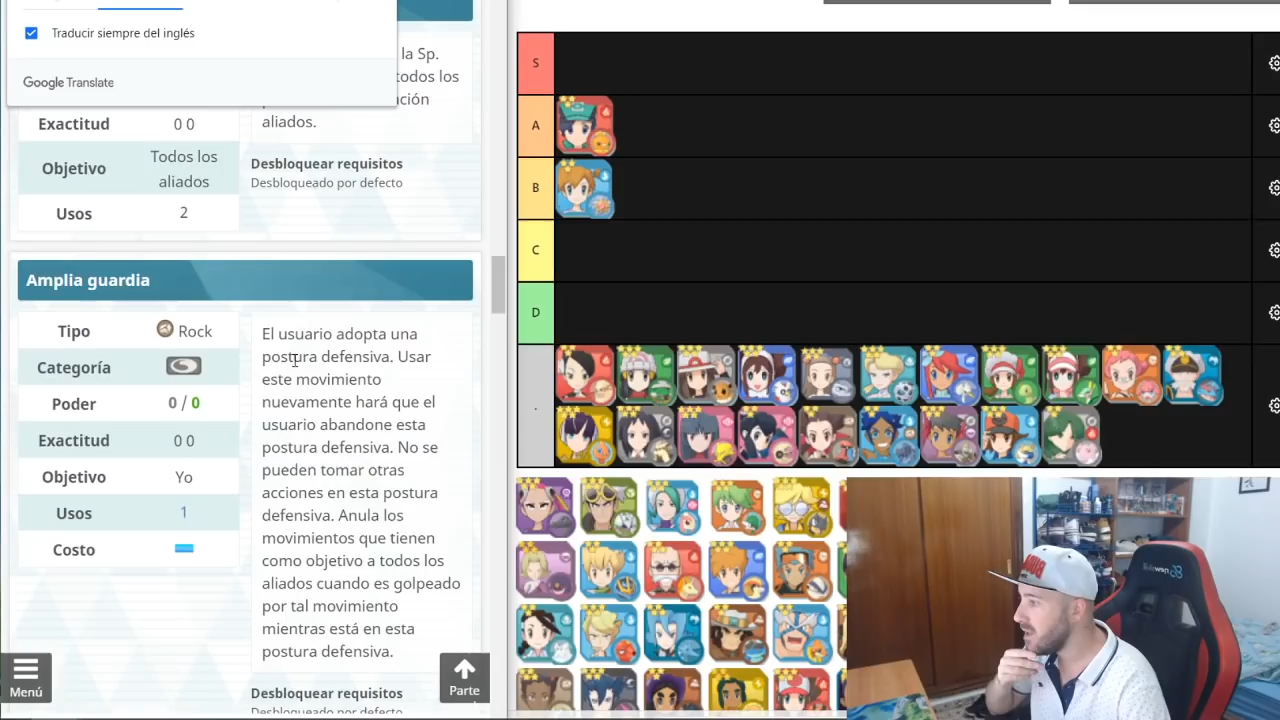 Traducir siempre del inglés
Google Translate
la Sp.
todos los
ación
aliados.
Exactitud 0 0
Objetivo Todos los
aliados
Usos 2
Desbloquear requisitos
Desbloqueado por defecto
Amplia guardia
Tipo Rock
Categoría
Poder 0 / 0
Exactitud 0 0
Objetivo Yo
Usos 1
Costo
El usuario adopta una
postura defensiva. Usar
este movimiento
nuevamente hará que el
usuario abandone esta
postura defensiva. No se
pueden tomar otras
acciones en esta postura
defensiva. Anula los
movimientos que tienen
como objetivo a todos los
aliados cuando es golpeado
por tal movimiento
mientras está en esta
postura defensiva.
Desbloquear requisitos
Desbloqueado por defecto
Menú
Parte
S
A
B
C
D
.